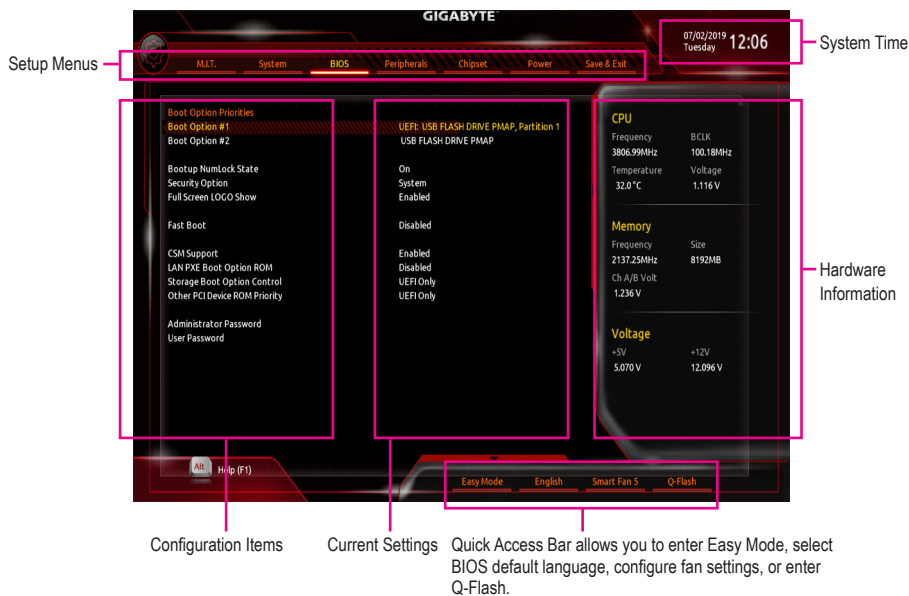 GIGABYTE™
07/02/2019
Tuesday
12:06
System Time
Setup Menus
M.I.T. System BIOS Peripherals Chipset Power Save & Exit
Boot Option Priorities
Boot Option #1 UEFI: USB FLASH DRIVE PMAP, Partition 1
Boot Option #2 USB FLASH DRIVE PMAP
Bootup NumLock State On
Security Option System
Full Screen LOGO Show Enabled
Fast Boot Disabled
CSM Support Enabled
LAN PXE Boot Option ROM Disabled
Storage Boot Option Control UEFI Only
Other PCI Device ROM Priority UEFI Only
Administrator Password
User Password
CPU
Frequency BCLK
3806.99MHz 100.18MHz
Temperature Voltage
32.0 °C 1.116 V
Memory
Frequency Size
2137.25MHz 8192MB
Ch A/B Volt
1.236 V
Voltage
+5V +12V
5.070 V 12.096 V
Hardware
Information
Alt Help (F1)
Easy Mode English Smart Fan 5 Q-Flash
Configuration Items
Current Settings
Quick Access Bar allows you to enter Easy Mode, select
BIOS default language, configure fan settings, or enter
Q-Flash.